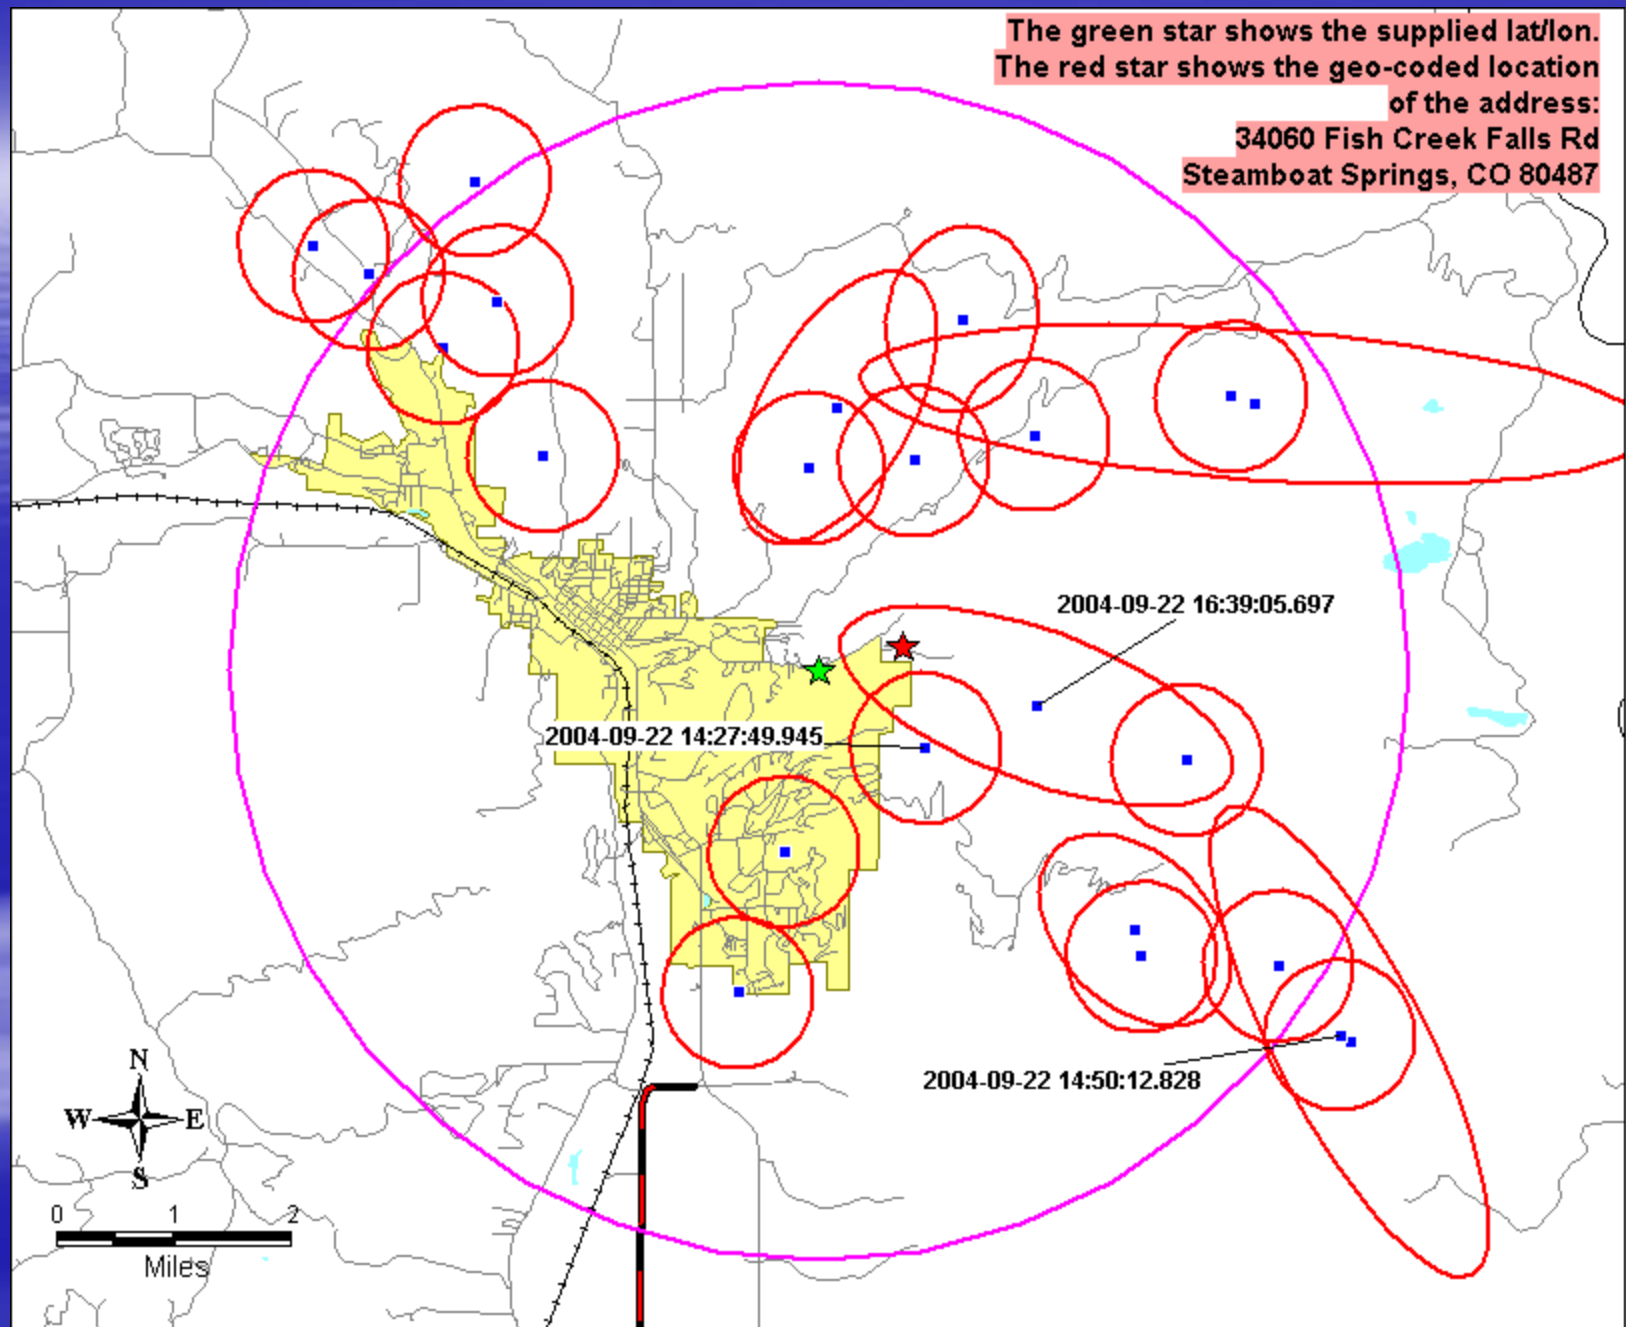 The green star shows the supplied lat/lon.
The red star shows the geo-coded location
of the address:
34060 Fish Creek Falls Rd
Steamboat Springs, CO 80487
2004-09-22 16:39:05.697
2004-09-22 14:27:49.945
2004-09-22 14:50:12.828
N
W E
S
0 1 2
Miles